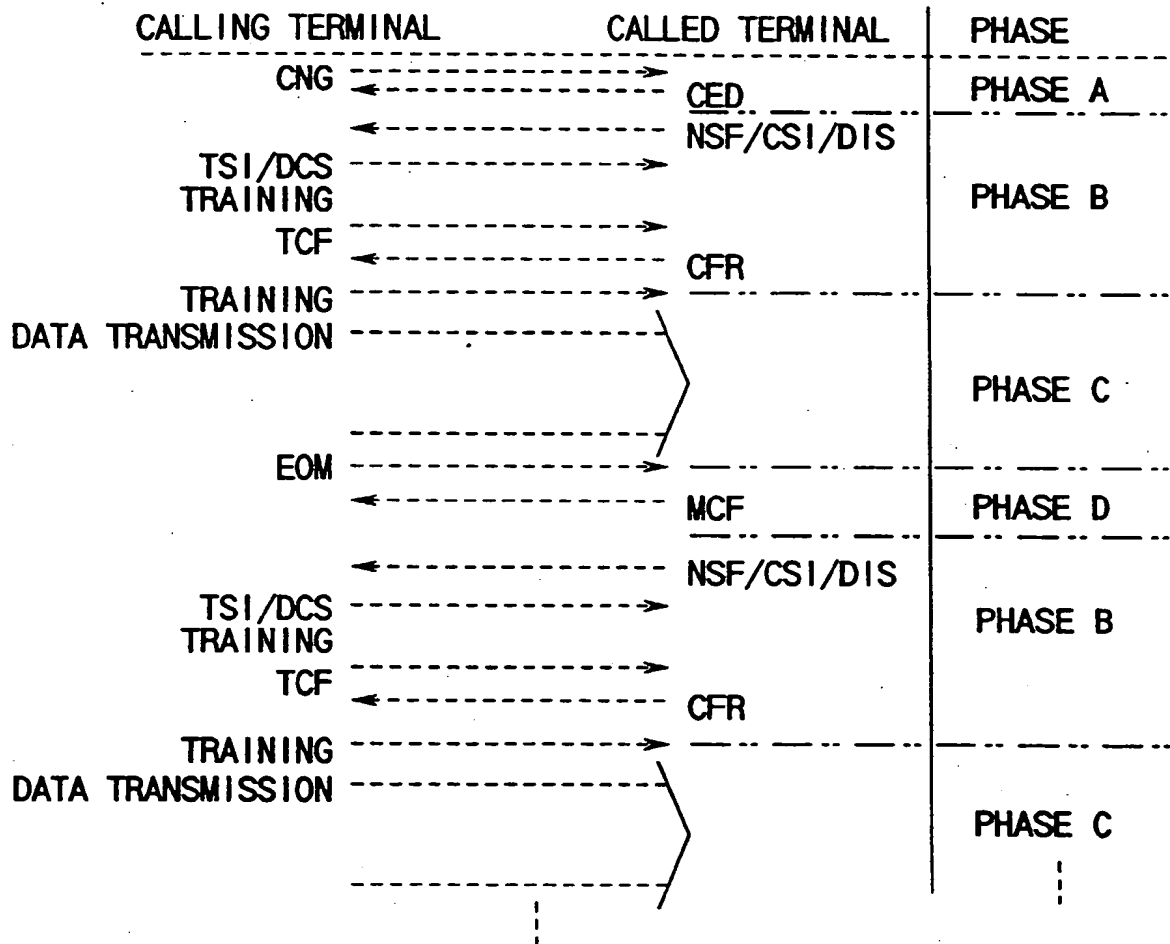 CALLING TERMINAL CALLED TERMINAL PHASE
CNG
CED PHASE A
NSF/CSI/DIS
TSI/DCS
TRAINING PHASE B
TCF
CFR
TRAINING
DATA TRANSMISSION
PHASE C
EOM
MCF PHASE D
NSF/CSI/DIS
TSI/DCS
TRAINING PHASE B
TCF
CFR
TRAINING
DATA TRANSMISSION
PHASE C